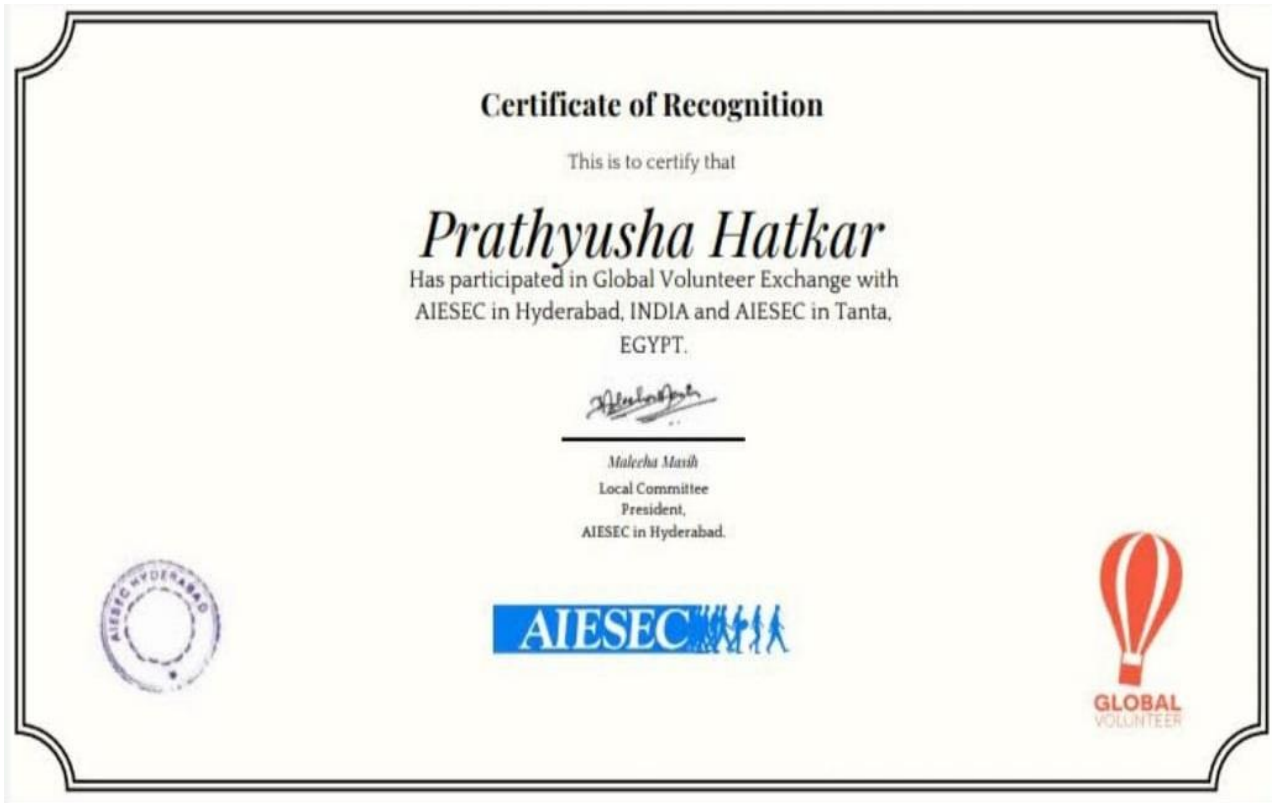 Certificate of Recognition
This is to certify that
Prathyusha Hatkar
Has participated in Global Volunteer Exchange with
AIESEC in Hyderabad, INDIA and AIESEC in Tanta,
EGYPT.
Maleeha Masih
Local Committee
President,
AIESEC in Hyderabad.
AIESEC HYDERABAD
AIESEC
GLOBAL
VOLUNTEER